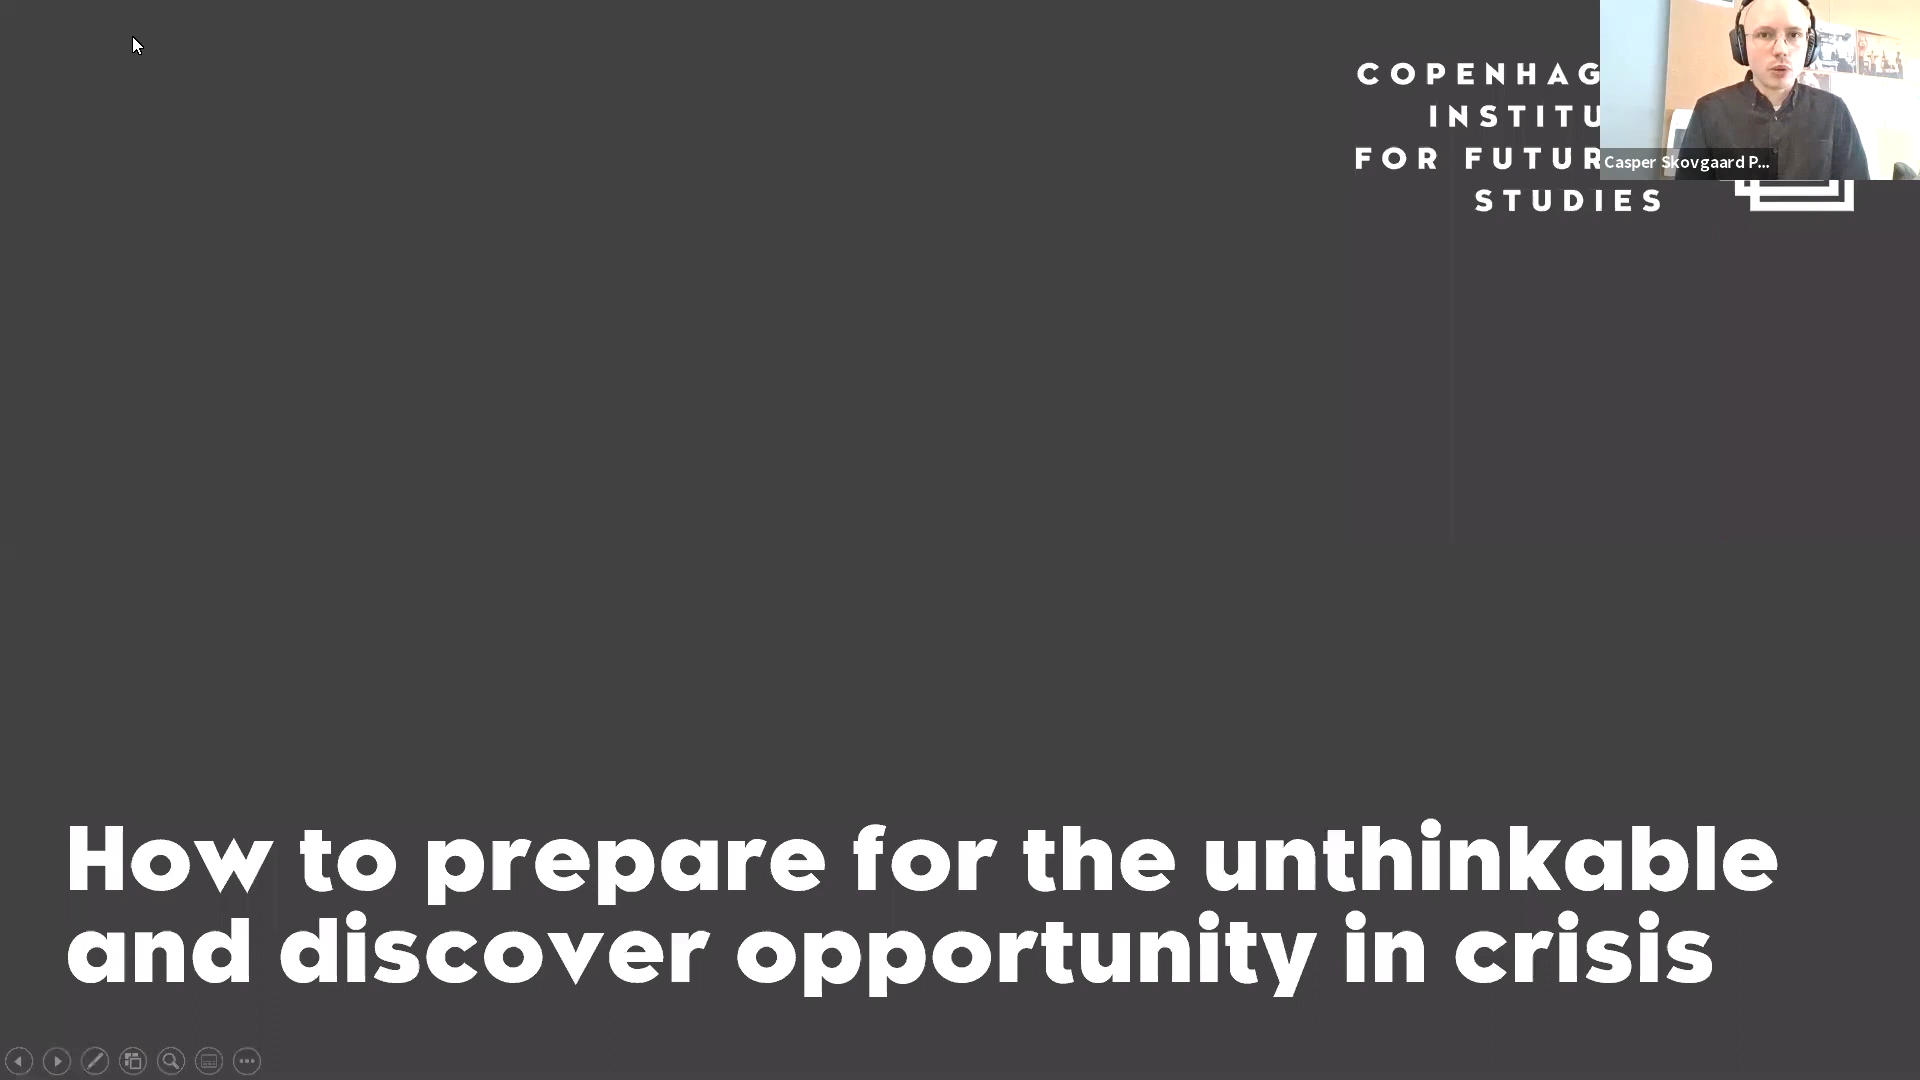 COPENHAG
INSTITU
FOR FUTUR
STUDIES
Casper Skovgaard P...
How to prepare for the unthinkable
and discover opportunity in crisis